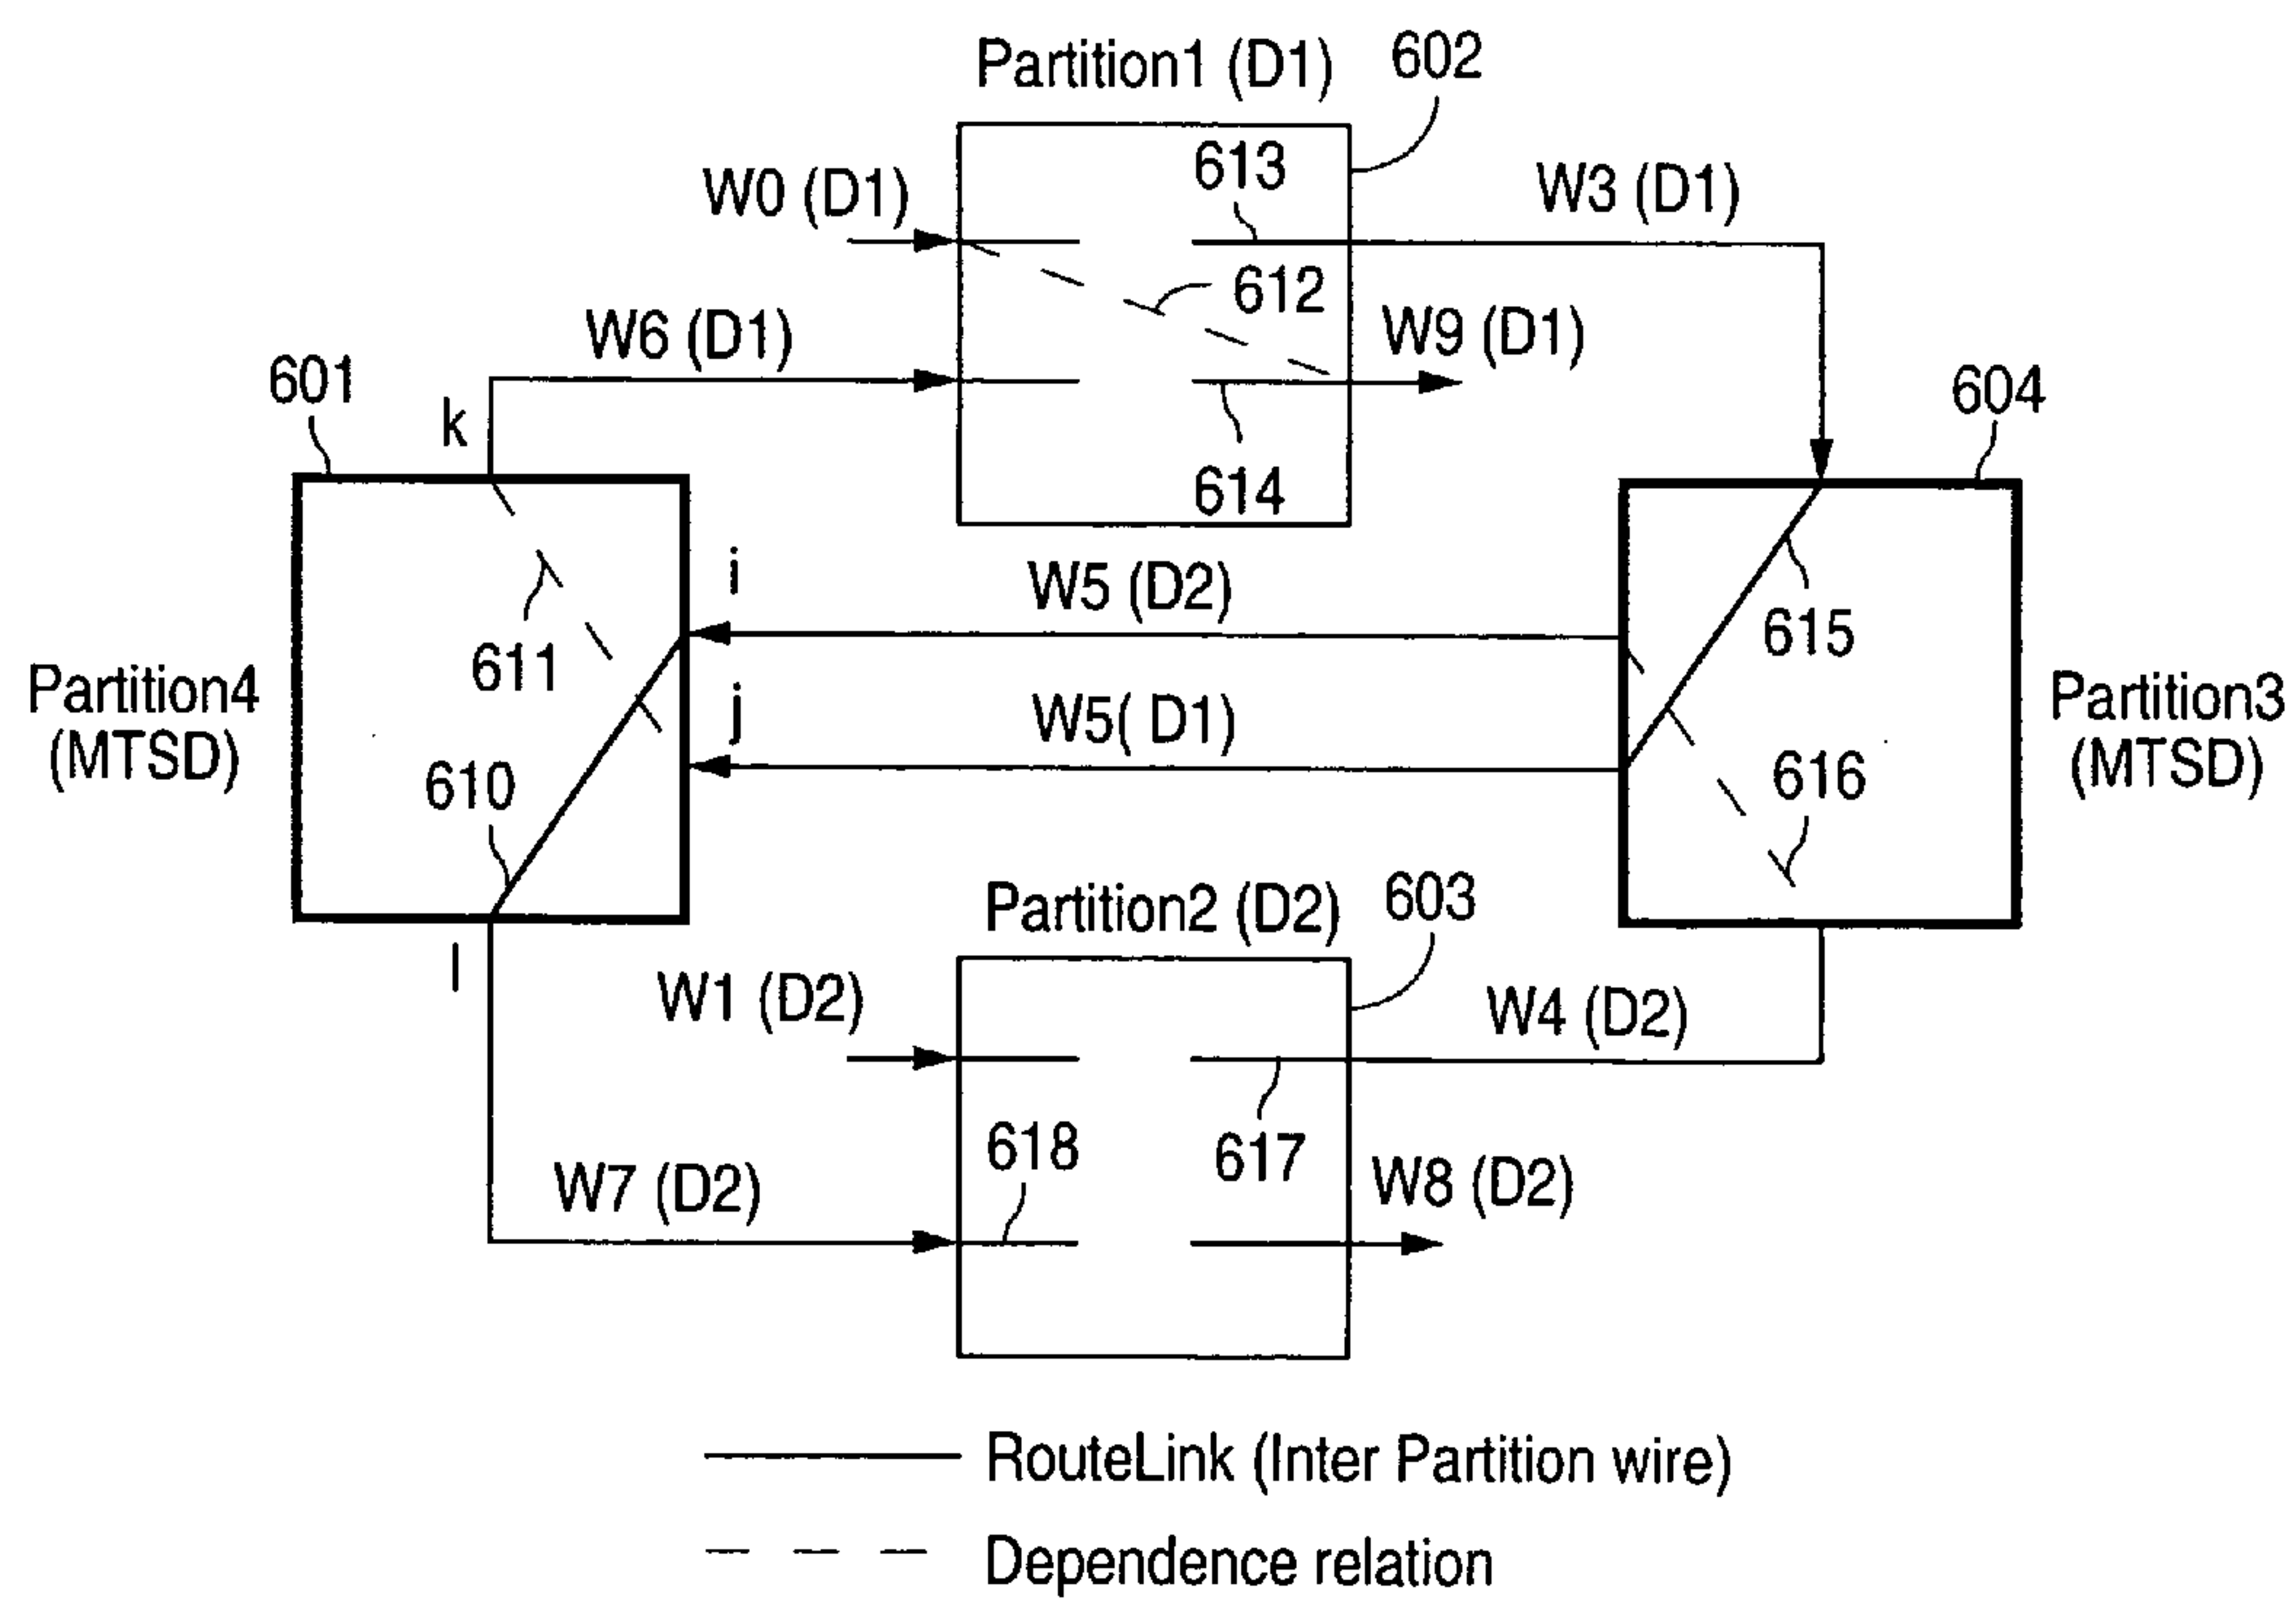 Partition1 (D1)
602
W0 (D1)
613
W3 (D1)
612
W6 (D1)
W9 (D1)
601
k
614
604
i
W5 (D2)
611
615
Partition4
(MTSD)
j
W5( D1)
Partition3
(MTSD)
610
616
Partition2 (D2)
603
l
W1 (D2)
W4 (D2)
618
617
W7 (D2)
W8 (D2)
RouteLink (Inter Partition wire)
Dependence relation